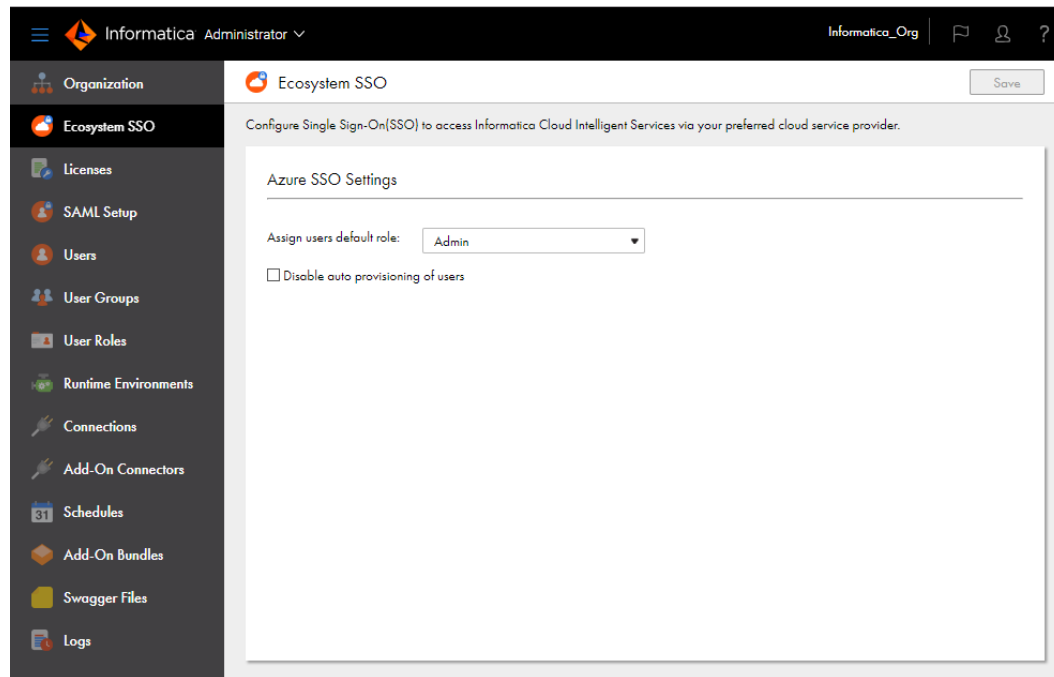 Informatica Administrator
Informatica_Org
?
Organization
Ecosystem SSO
Licenses
SAML Setup
Users
User Groups
User Roles
Runtime Environments
Connections
Add-On Connectors
31 Schedules
Add-On Bundles
Swagger Files
Logs
Ecosystem SSO
Save
Configure Single Sign-On(SSO) to access Informatica Cloud Intelligent Services via your preferred cloud service provider.
Azure SSO Settings
Assign users default role: Admin
Disable auto provisioning of users